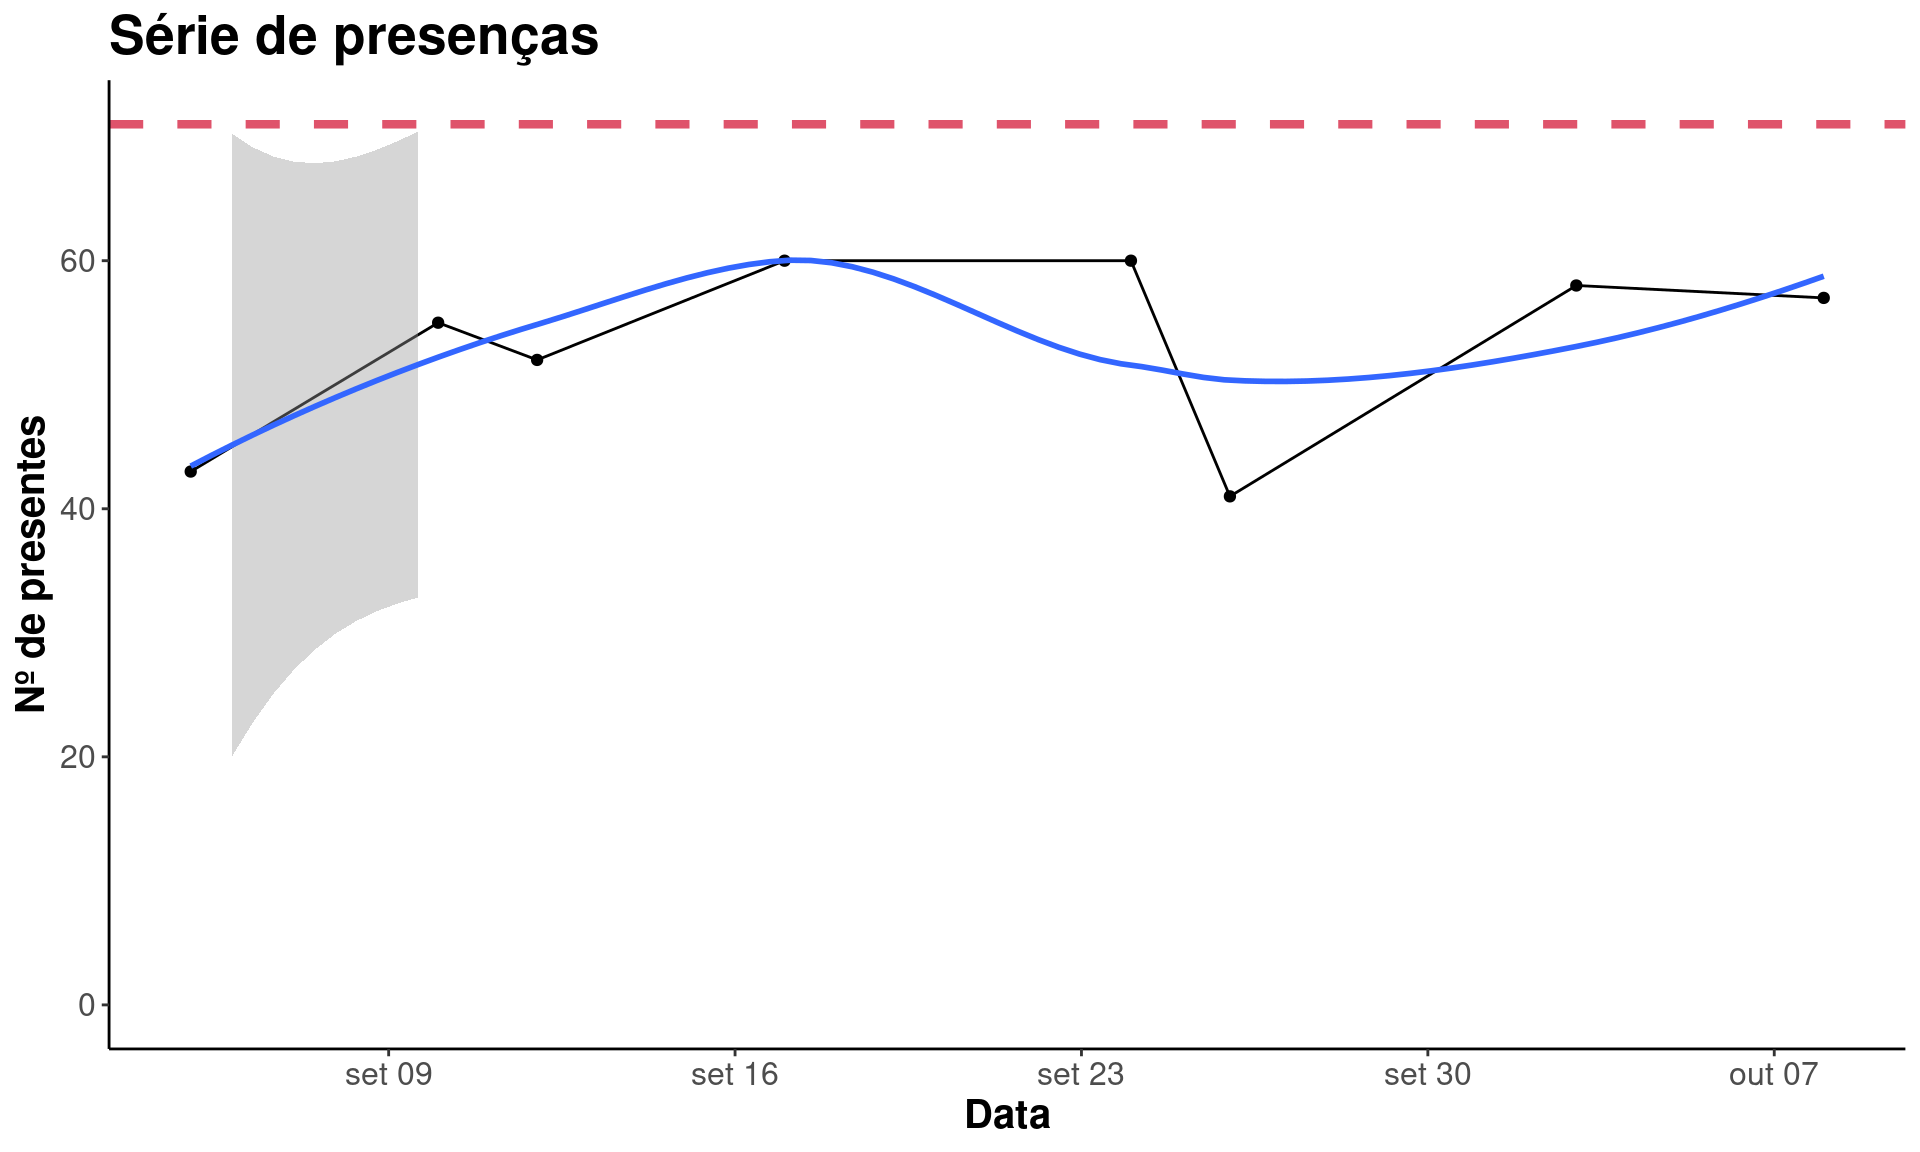 Série de presenças
Nº de presentes
60
40
20
0
set 09
set 16
set 23
set 30
out 07
Data